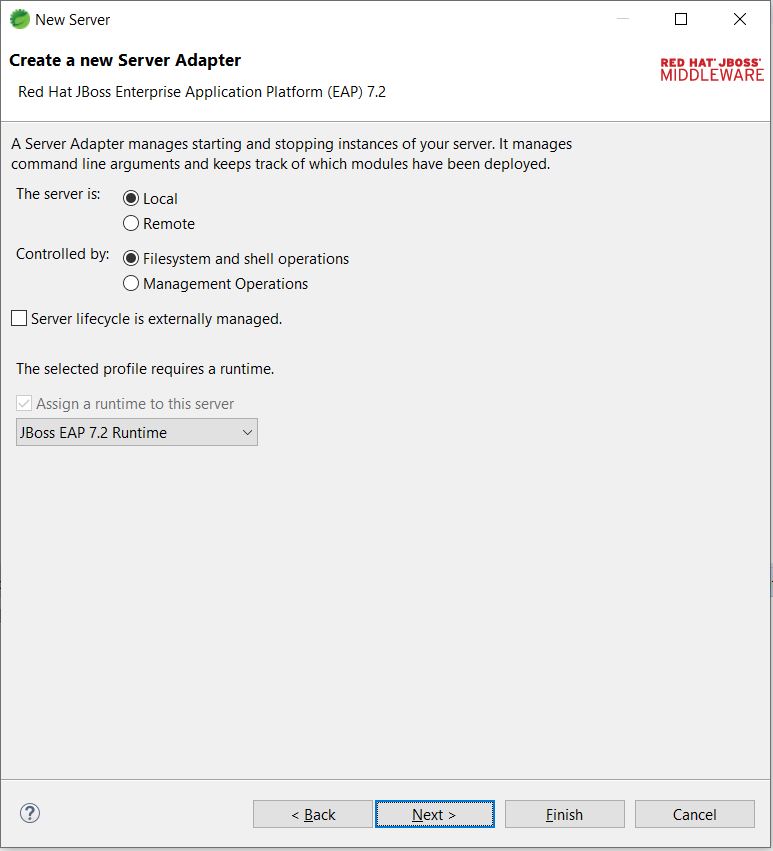 New Server
Create a new Server Adapter
Red Hat JBoss Enterprise Application Platform (EAP) 7.2
RED HAT® JBOSS®
MIDDLEWARE
A Server Adapter manages starting and stopping instances of your server. It manages
command line arguments and keeps track of which modules have been deployed.
The server is:
Local
Remote
Controlled by:
Filesystem and shell operations
Management Operations
Server lifecycle is externally managed.
The selected profile requires a runtime.
Assign a runtime to this server
JBoss EAP 7.2 Runtime
?
< Back
Next >
Finish
Cancel